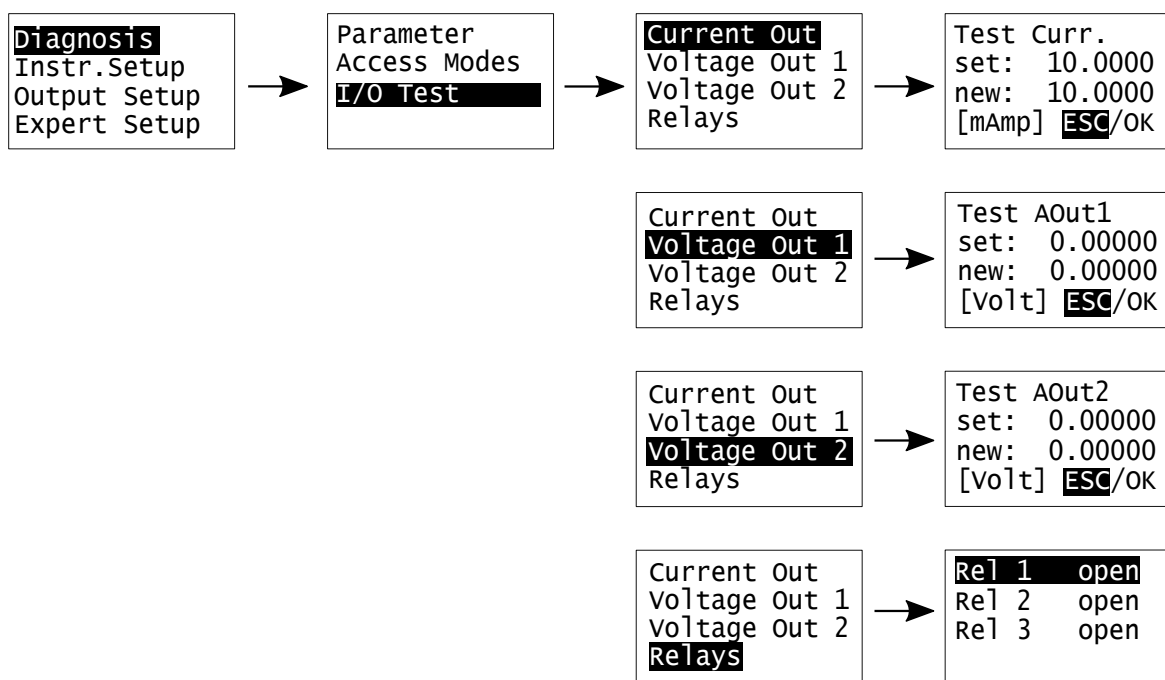 Diagnosis
Instr.Setup
Output Setup
Expert Setup
Parameter
Access Modes
I/O Test
Current Out
Voltage Out 1
Voltage Out 2
Relays
Test Curr.
set: 10.0000
new: 10.0000
[mAmp] ESC/OK
Current Out
Voltage Out 1
Voltage Out 2
Relays
Test AOut1
set: 0.00000
new: 0.00000
[Volt] ESC/OK
Current Out
Voltage Out 1
Voltage Out 2
Relays
Test AOut2
set: 0.00000
new: 0.00000
[Volt] ESC/OK
Current Out
Voltage Out 1
Voltage Out 2
Relays
Rel 1 open
Rel 2 open
Rel 3 open